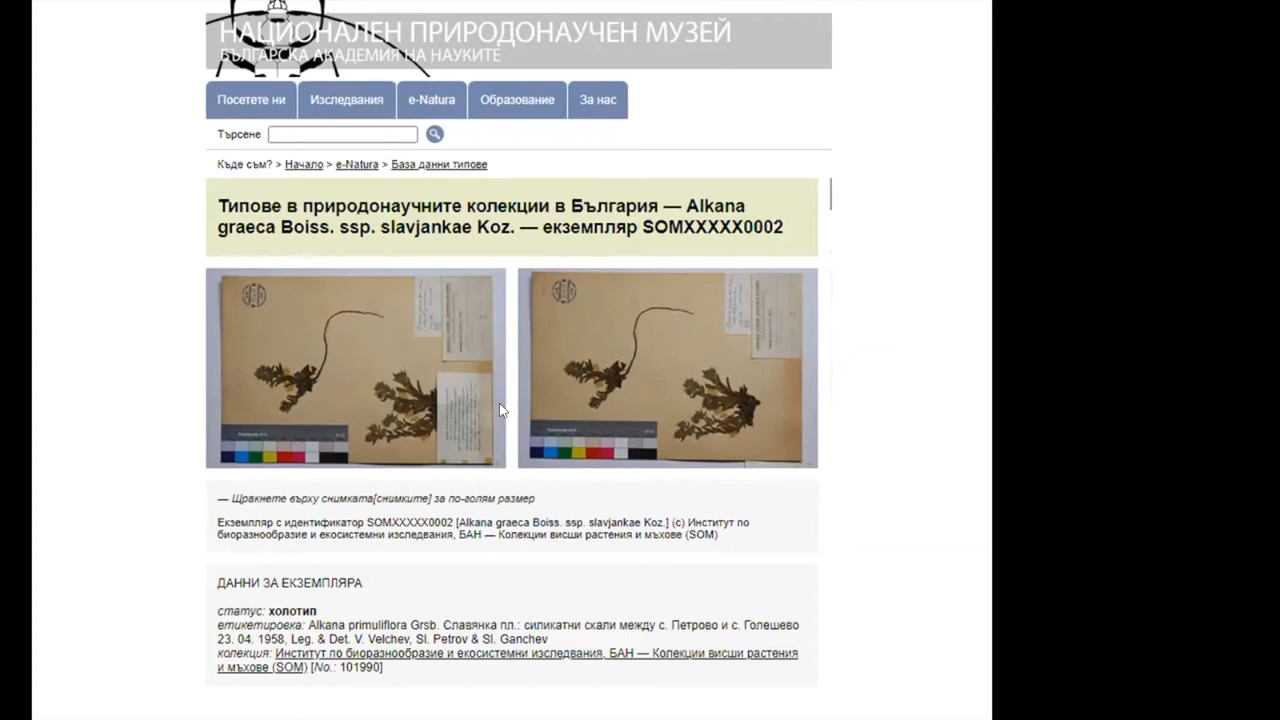 НАЦИОНАЛЕН ПРИРОДОНАУЧЕН МУЗЕЙ
БЪЛГАРСКА АКАДЕМИЯ НА НАУКИТЕ
Посетете ни Изследвания e-Natura Образование За нас
Търсене
Къде съм? > Начало > e-Natura > База данни типове
Типове в природонаучните колекции в България — Alkana
graeca Boiss. ssp. slavjankae Koz. — екземпляр SOMXXXXX0002
— Щракнете върху снимката[снимките] за по-голям размер
Екземпляр с идентификатор SOMXXXXX0002 [Alkana graeca Boiss. ssp. slavjankae Koz.] (c) Институт по
биоразнообразие и екосистемни изследвания, БАН — Колекции висши растения и мъхове (SOM)
ДАННИ ЗА ЕКЗЕМПЛЯРА
статус: холотип
етикетировка: Alkana primuliflora Grsb. Славянка пл.: силикатни скали между с. Петрово и с. Голешево
23. 04. 1958, Leg. & Det. V. Velchev, Sl. Petrov & Sl. Ganchev
колекция: Институт по биоразнообразие и екосистемни изследвания, БАН — Колекции висши растения
и мъхове (SOM) [No.: 101990]